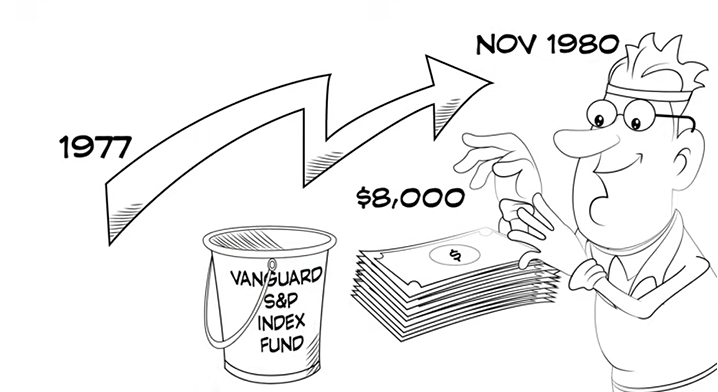 NOV 1980
1977
$8,000
$
VANGUARD
S&P
INDEX
FUND